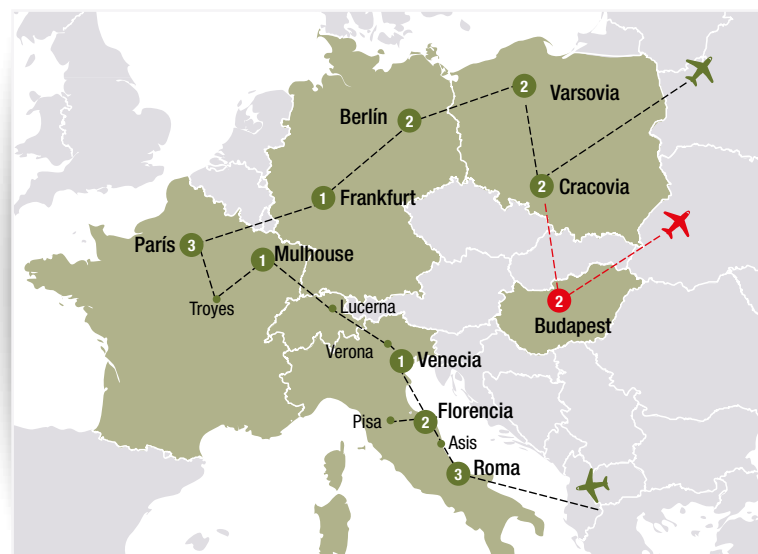 2 Varsovia
Berlín 2
2 Cracovia
1 Frankfurt
París 3
Mulhouse
1
Troyes
Lucerna
2
Budapest
Verona
1 Venecia
Florencia
Pisa 2
Asis
Roma
3